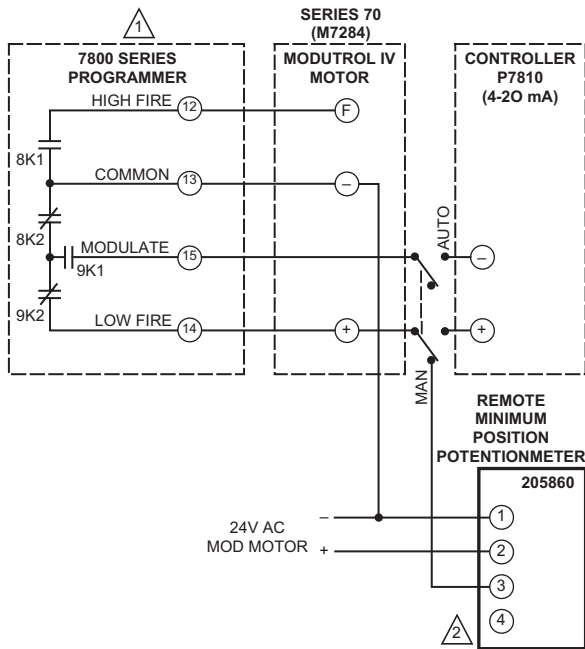 1
SERIES 70
(M7284)
7800 SERIES
PROGRAMMER
MODUTROL IV
MOTOR
CONTROLLER
P7810
(4-2O mA)
HIGH FIRE
12
F
8K1
COMMON
13
–
8K2
MODULATE
15
AUTO
–
9K1
9K2
LOW FIRE
14
+
+
MAN
REMOTE
MINIMUM
POSITION
POTENTIONMETER
205860
–
1
24V AC
MOD MOTOR
+
2
3
2
4